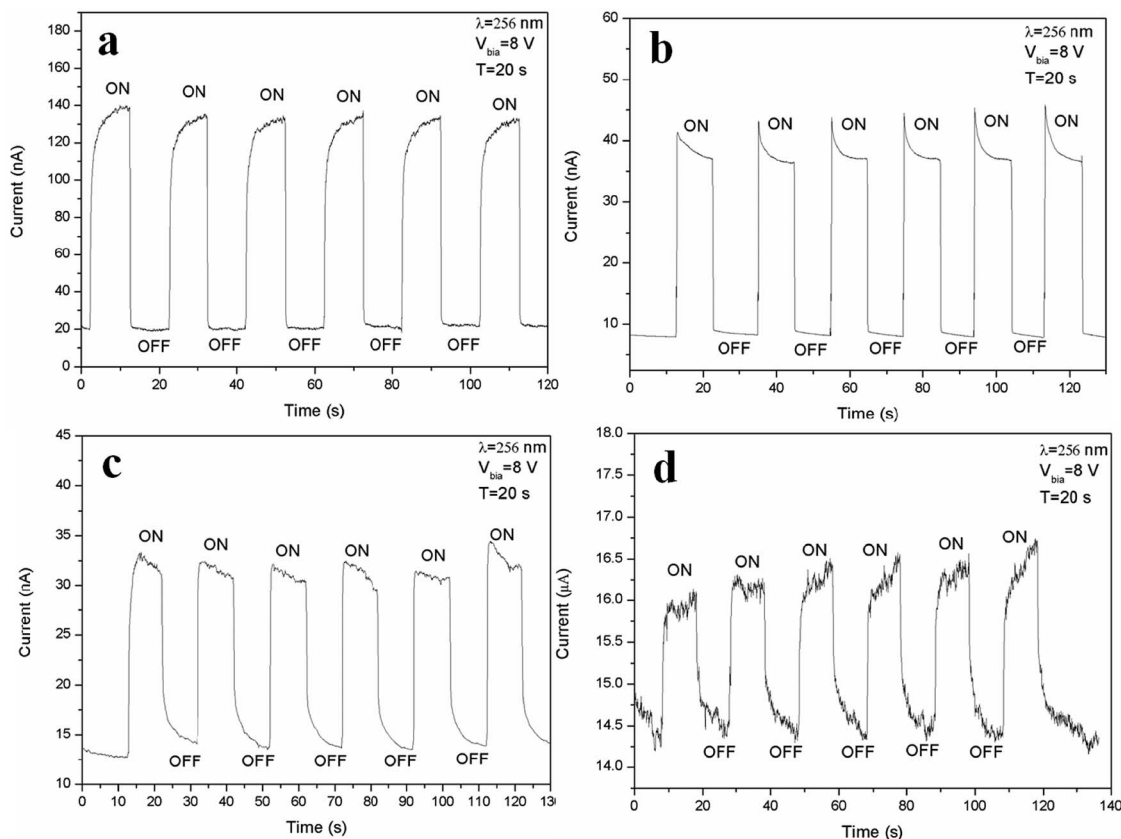 a
λ=256 nm
V_bia=8 V
T=20 s
190
180
160
140
120
100
80
60
40
20
0
Current (nA)
ON ON ON ON ON ON
OFF OFF OFF OFF OFF
0 20 40 60 80 100 120
Time (s)
b
λ=256 nm
V_bia=8 V
T=20 s
60
50
40
30
20
10
Current (nA)
ON ON ON ON ON ON
OFF OFF OFF OFF OFF
0 20 40 60 80 100 120
Time (s)
c
λ=256 nm
V_bia=8 V
T=20 s
45
40
35
30
25
20
15
10
Current (nA)
ON ON ON ON ON ON
OFF OFF OFF OFF OFF
0 10 20 30 40 50 60 70 80 90 100 110 120 130
Time (s)
d
λ=256 nm
V_bia=8 V
T=20 s
18.0
17.5
17.0
16.5
16.0
15.5
15.0
14.5
14.0
Current (μA)
ON ON ON ON ON ON
OFF OFF OFF OFF OFF
0 20 40 60 80 100 120 140
Time (s)